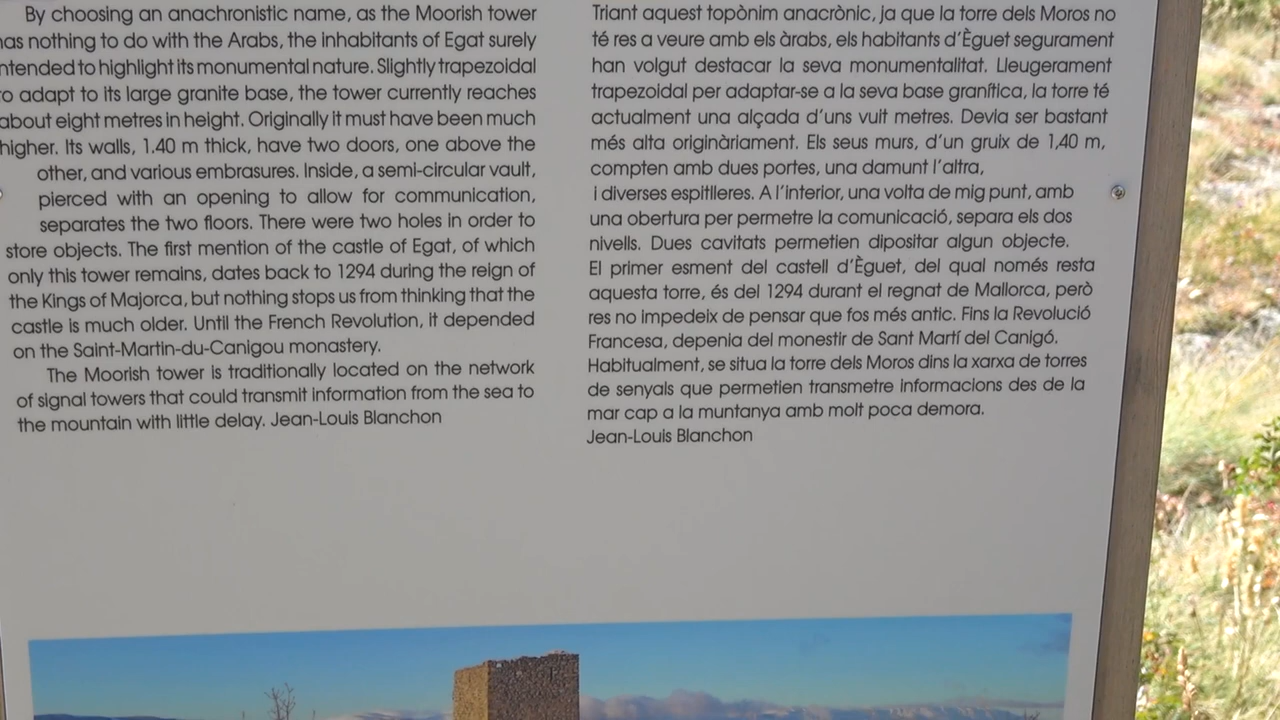 By choosing an anachronistic name, as the Moorish tower
has nothing to do with the Arabs, the inhabitants of Egat surely
intended to highlight its monumental nature. Slightly trapezoidal
to adapt to its large granite base, the tower currently reaches
about eight metres in height. Originally it must have been much
higher. Its walls, 1.40 m thick, have two doors, one above the
other, and various embrasures. Inside, a semi-circular vault,
pierced with an opening to allow for communication,
separates the two floors. There were two holes in order to
store objects. The first mention of the castle of Egat, of which
only this tower remains, dates back to 1294 during the reign of
the Kings of Majorca, but nothing stops us from thinking that the
castle is much older. Until the French Revolution, it depended
on the Saint-Martin-du-Canigou monastery.
The Moorish tower is traditionally located on the network
of signal towers that could transmit information from the sea to
the mountain with little delay. Jean-Louis Blanchon
Triant aquest topònim anacrònic, ja que la torre dels Moros no
té res a veure amb els àrabs, els habitants d'Èguet segurament
han volgut destacar la seva monumentalitat. Lleugerament
trapezoidal per adaptar-se a la seva base granítica, la torre té
actualment una alçada d'uns vuit metres. Devia ser bastant
més alta originàriament. Els seus murs, d'un gruix de 1,40 m,
compten amb dues portes, una damunt l'altra,
i diverses espitlleres. A l'interior, una volta de mig punt, amb
una obertura per permetre la comunicació, separa els dos
nivells. Dues cavitats permetien dipositar algun objecte.
El primer esment del castell d'Èguet, del qual només resta
aquesta torre, és del 1294 durant el regnat de Mallorca, però
res no impedeix de pensar que fos més antic. Fins la Revolució
Francesa, depenia del monestir de Sant Martí del Canigó.
Habitualment, se situa la torre dels Moros dins la xarxa de torres
de senyals que permetien transmetre informacions des de la
mar cap a la muntanya amb molt poca demora.
Jean-Louis Blanchon